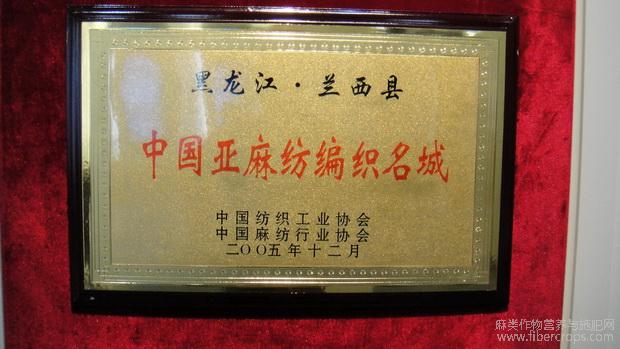 黑龙江·兰西县
中国亚麻纺编织名城
中国纺织工业协会
中国麻纺行业协会
二〇〇五年十二月
麻类作物营养与施肥网
www.fibercrops.com